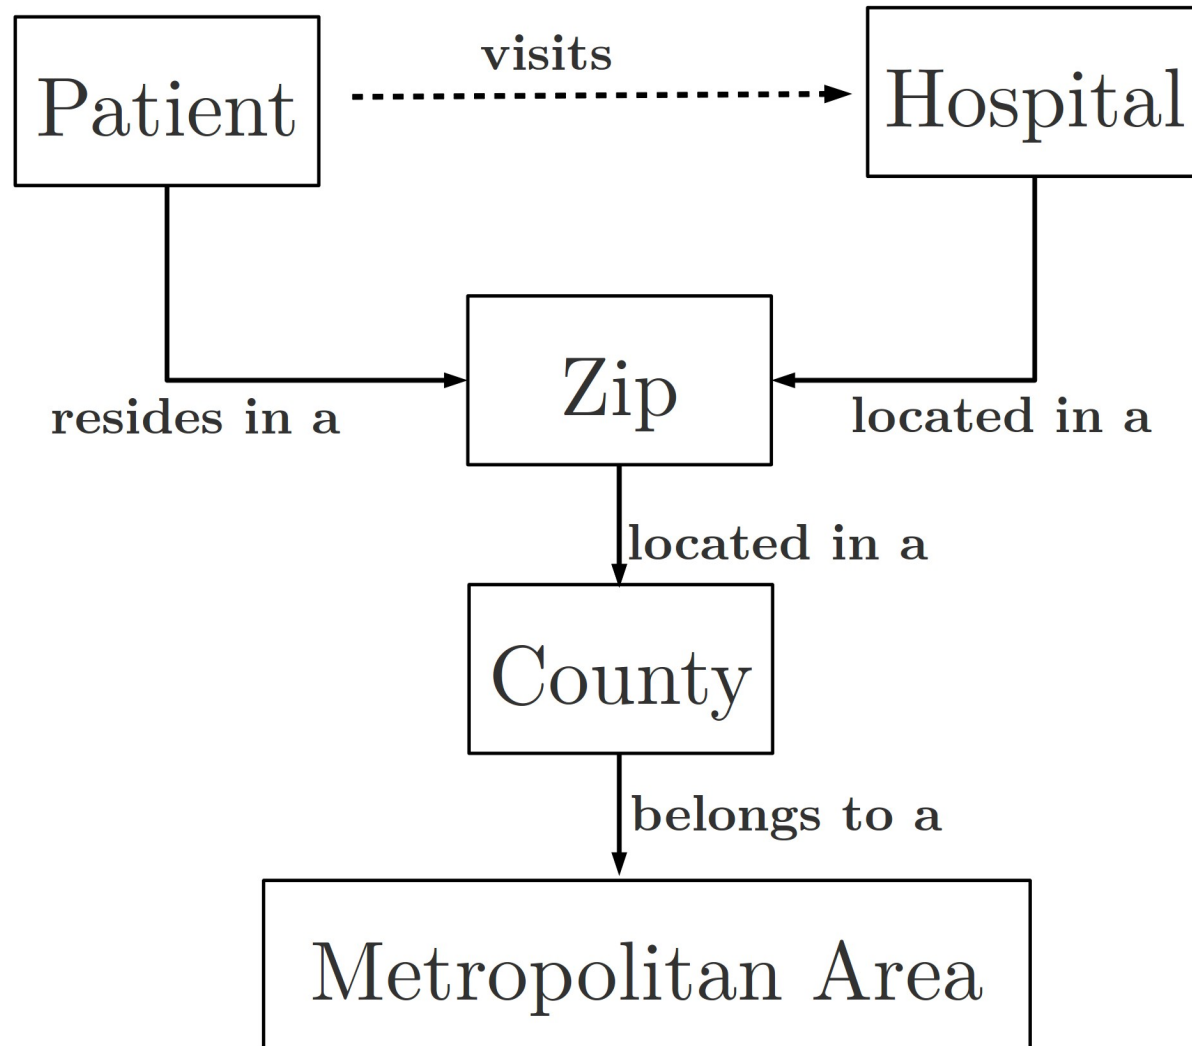 visits
Patient
Hospital
Zip
resides in a
located in a
located in a
County
belongs to a
Metropolitan Area